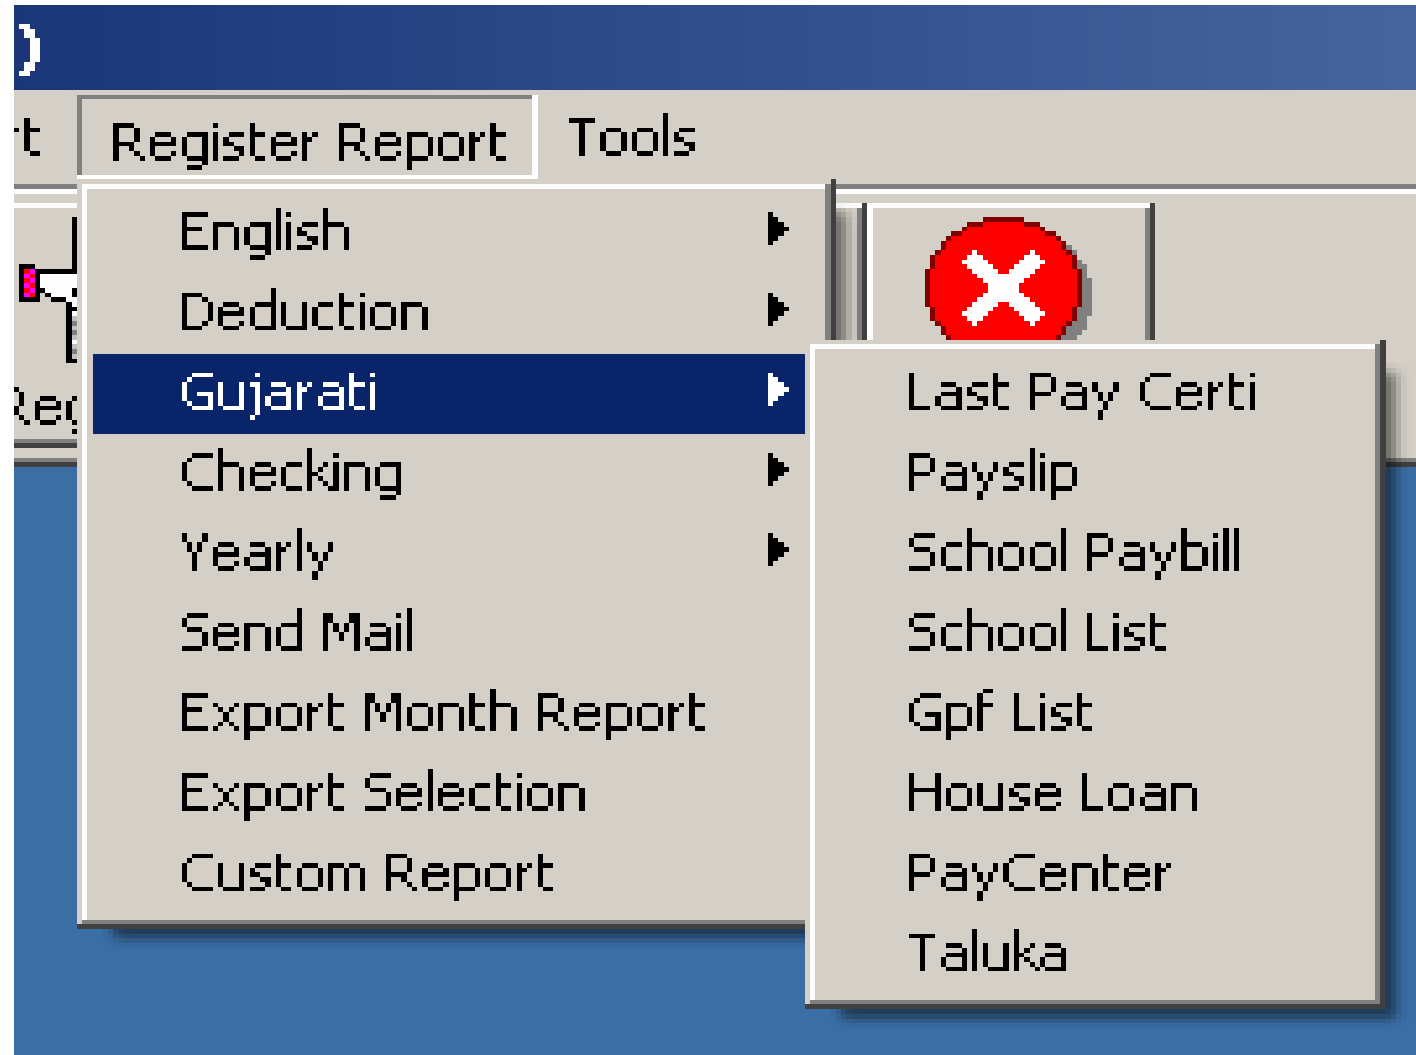 )
t Register Report Tools
English
Deduction
Gujarati
Checking
Yearly
Send Mail
Export Month Report
Export Selection
Custom Report
Last Pay Certi
Payslip
School Paybill
School List
Gpf List
House Loan
PayCenter
Taluka